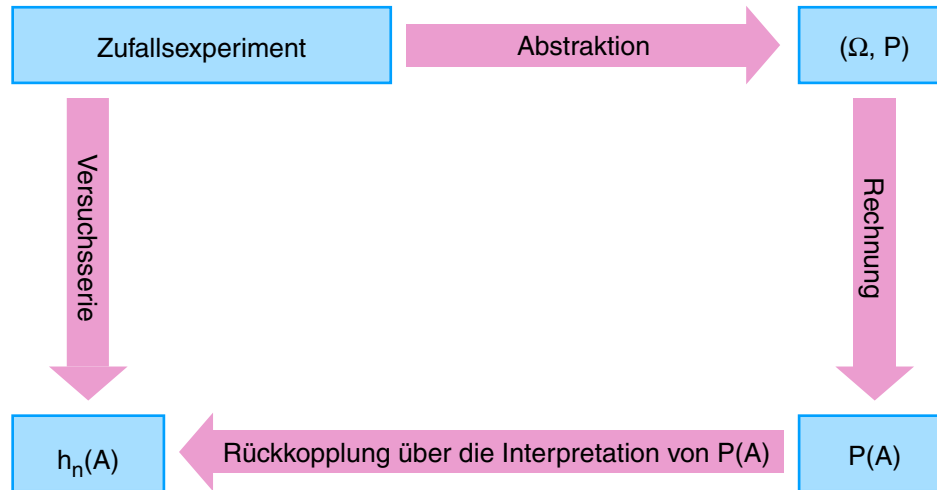 Zufallsexperiment
Abstraktion
(Ω, P)
Versuchsserie
Rechnung
hn(A)
Rückkopplung über die Interpretation von P(A)
P(A)